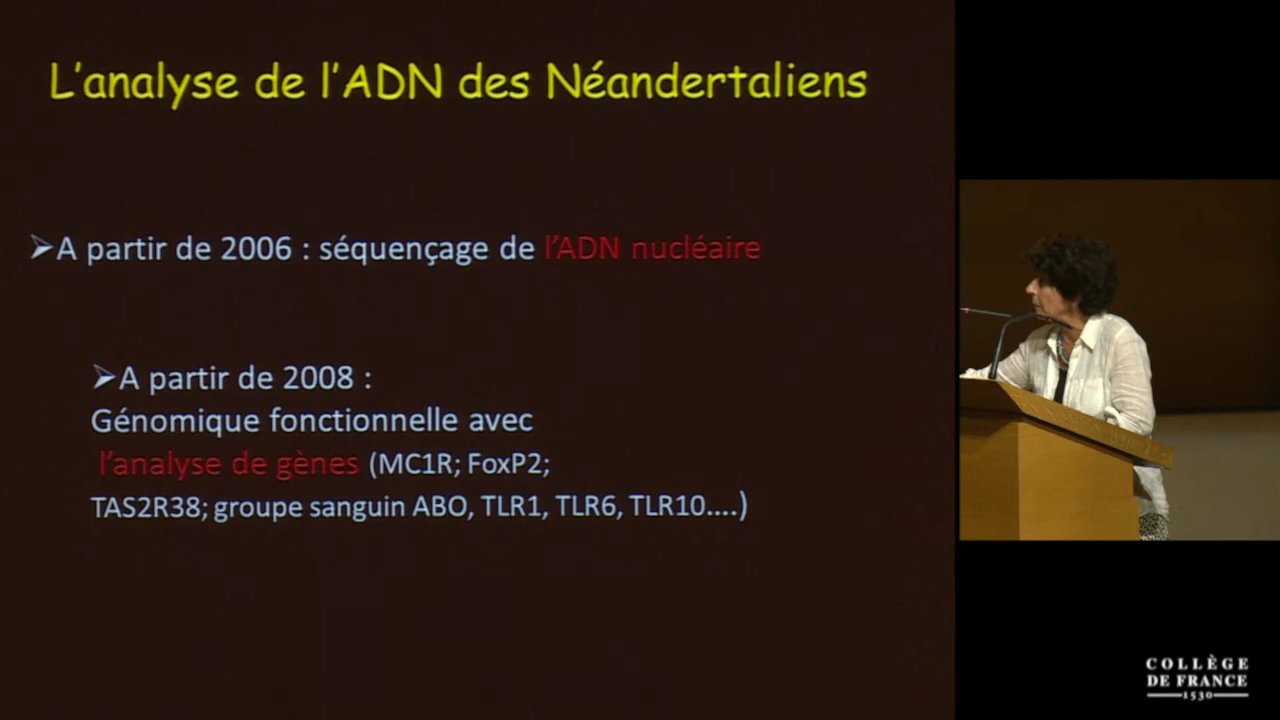 L'analyse de l'ADN des Néandertaliens
➢A partir de 2006 : séquençage de l'ADN nucléaire
➢A partir de 2008 :
Génomique fonctionnelle avec
l'analyse de gènes (MC1R; FoxP2;
TAS2R38; groupe sanguin ABO, TLR1, TLR6, TLR10....)
COLLÈGE
DE FRANCE
1530